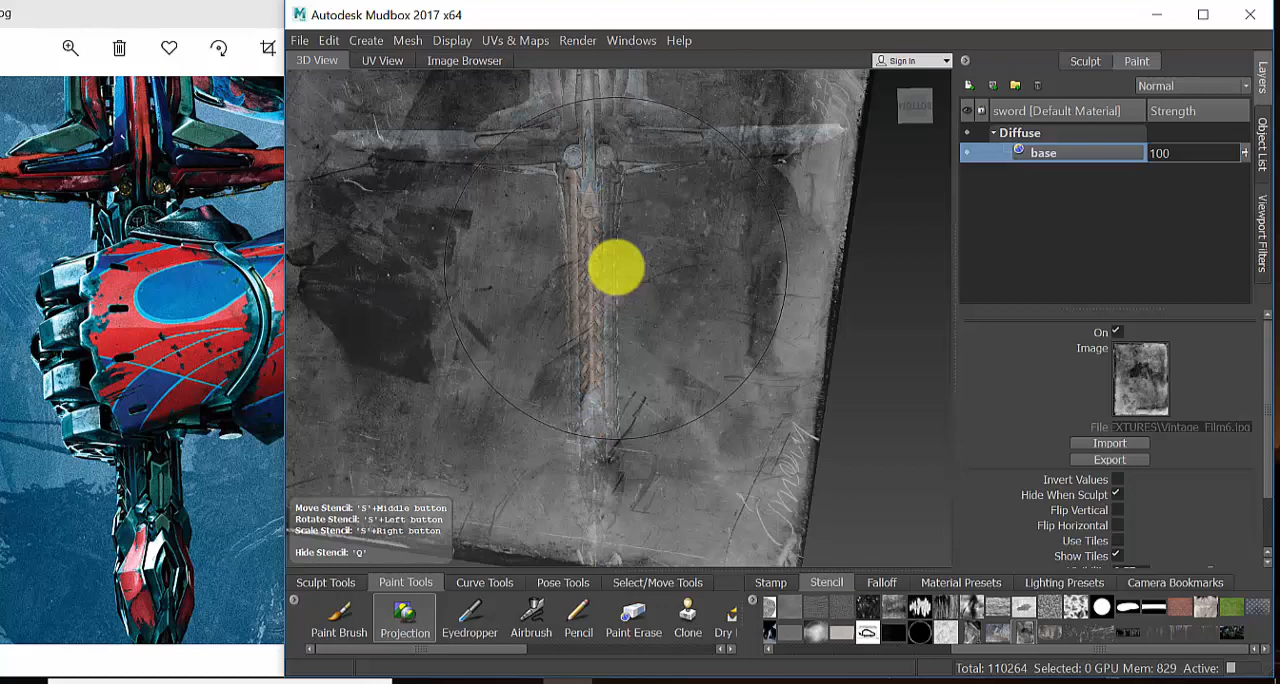 og
Autodesk Mudbox 2017 x64
File Edit Create Mesh Display UVs & Maps Render Windows Help
3D View UV View Image Browser
Sign In
Sculpt Paint
Normal
sword [Default Material] Strength
Diffuse
base 100
Layers
Object List
Viewport Filters
On
Image
File EXTURES\Vintage_Film6.jpg
Import
Export
Invert Values
Hide When Sculpt
Flip Vertical
Flip Horizontal
Use Tiles
Show Tiles
Move Stencil: 'S'+Middle button
Rotate Stencil: 'S'+Left button
Scale Stencil: 'S'+Right button
Hide Stencil: 'Q'
Sculpt Tools Paint Tools Curve Tools Pose Tools Select/Move Tools
Stamp Stencil Falloff Material Presets Lighting Presets Camera Bookmarks
Paint Brush Projection Eyedropper Airbrush Pencil Paint Erase Clone Dry
Total: 110264 Selected: 0 GPU Mem: 829 Active: